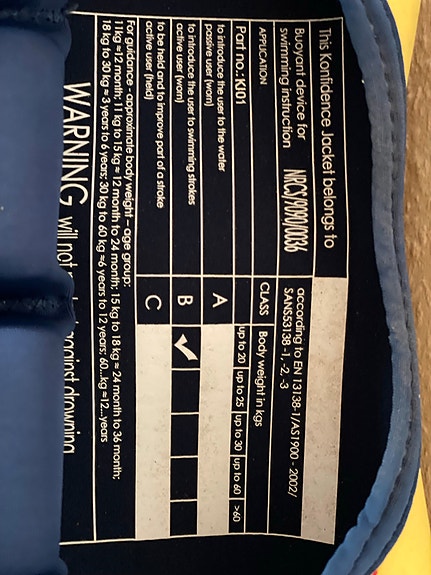 This Konfidence Jacket belongs to
Buoyant device for
swimming instruction NRCS/9090/0036
according to EN 13138-1/AS1900 - 2002/
SANS53138 -1, -2, -3
APPLICATION CLASS Body weight in kgs
Part no.: KJ01 up to 20 up to 25 up to 30 up to 60 >60
to introduce the user to the water
passive user (worn) A
to introduce the user to swimming strokes
active user (worn) B ✔
to be held and to improve part of a stroke
active user (held) C
For guidance - approximate body weight – age group:
11kg ≈12 month; 11 kg to 15 kg ≈ 12 month to 24 month; 15 kg to 18 kg ≈ 24 month to 36 month;
18 kg to 30 kg ≈ 3 years to 6 years; 30 kg to 60 kg ≈6 years to 12 years; 60...kg ≈12...years
WARNING will not against drowning